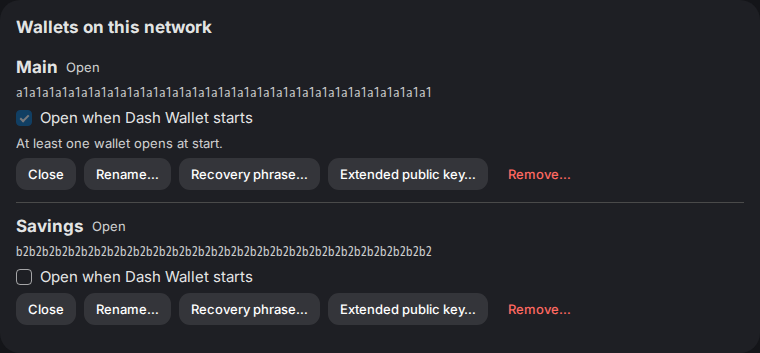 Wallets on this network
Main Open
a1a1a1a1a1a1a1a1a1a1a1a1a1a1a1a1a1a1a1a1a1a1a1a1a1a1a1a1a1a1a1a1
Open when Dash Wallet starts
At least one wallet opens at start.
Close Rename... Recovery phrase... Extended public key... Remove...
Savings Open
b2b2b2b2b2b2b2b2b2b2b2b2b2b2b2b2b2b2b2b2b2b2b2b2b2b2b2b2b2b2b2b2
Open when Dash Wallet starts
Close Rename... Recovery phrase... Extended public key... Remove...